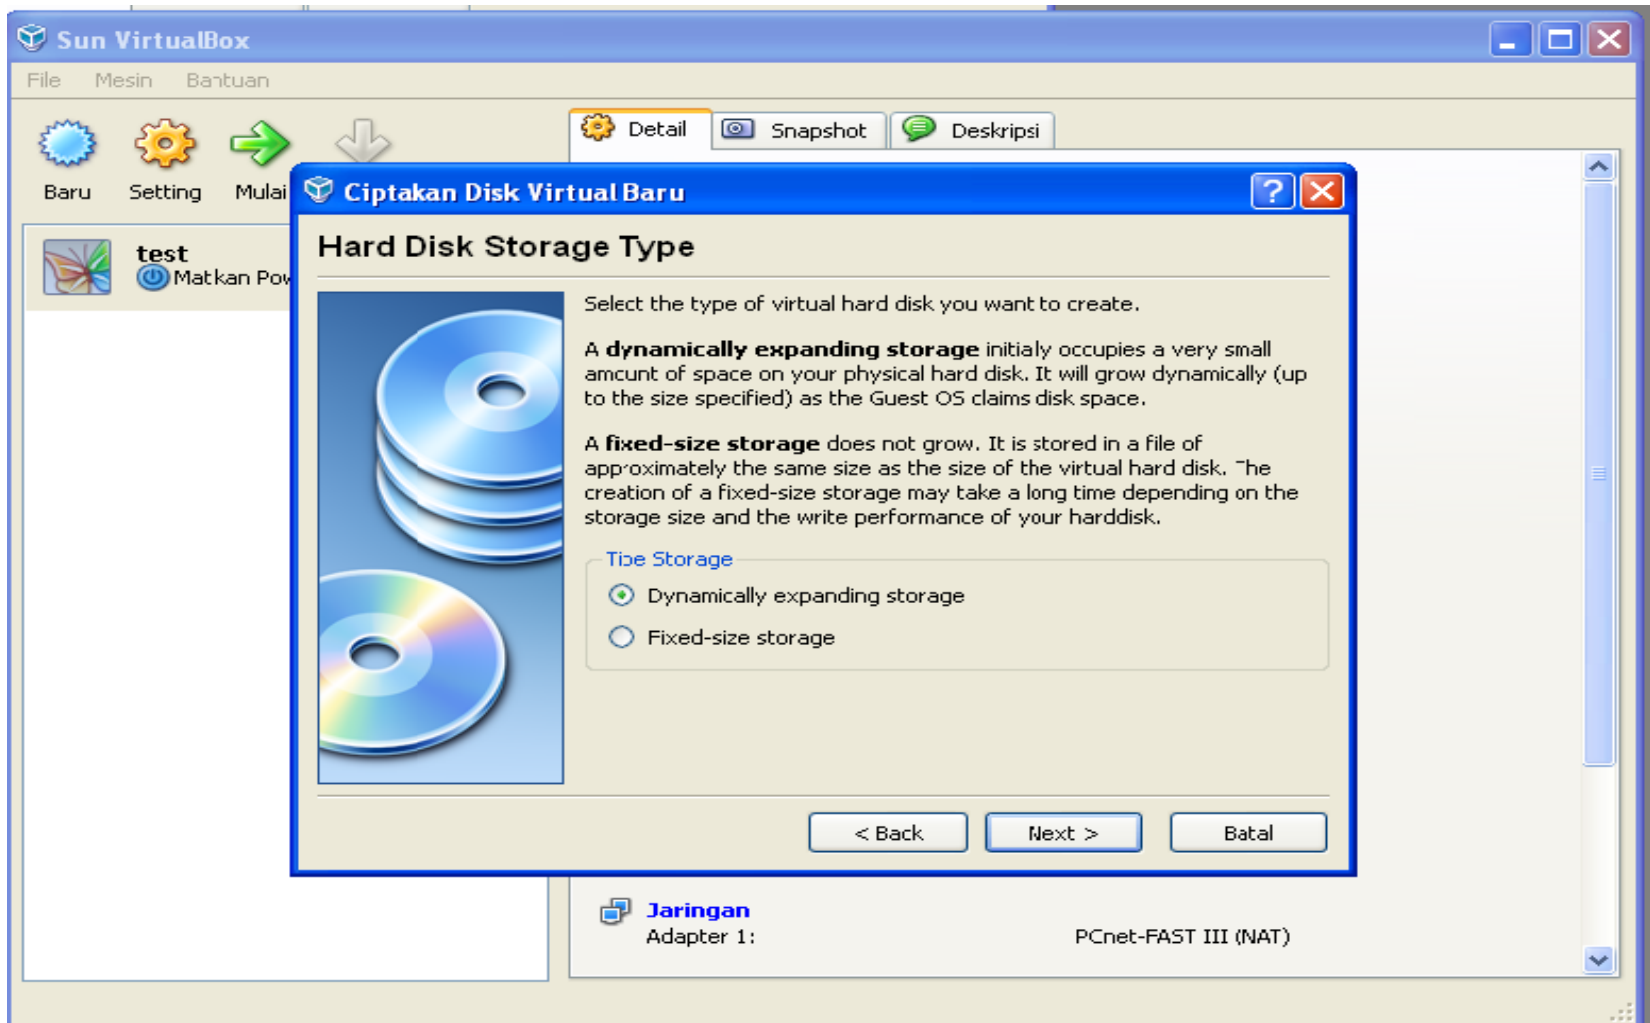 Sun VirtualBox
File Mesin Bantuan
Baru Setting Mulai
Detail Snapshot Deskripsi
test
Matkan Pow
Ciptakan Disk Virtual Baru
Hard Disk Storage Type
Select the type of virtual hard disk you want to create.
A dynamically expanding storage initialy occupies a very small
amount of space on your physical hard disk. It will grow dynamically (up
to the size specified) as the Guest OS claims disk space.
A fixed-size storage does not grow. It is stored in a file of
approximately the same size as the size of the virtual hard disk. The
creation of a fixed-size storage may take a long time depending on the
storage size and the write performance of your harddisk.
Tipe Storage
Dynamically expanding storage
Fixed-size storage
< Back Next > Batal
Jaringan
Adapter 1: PCnet-FAST III (NAT)